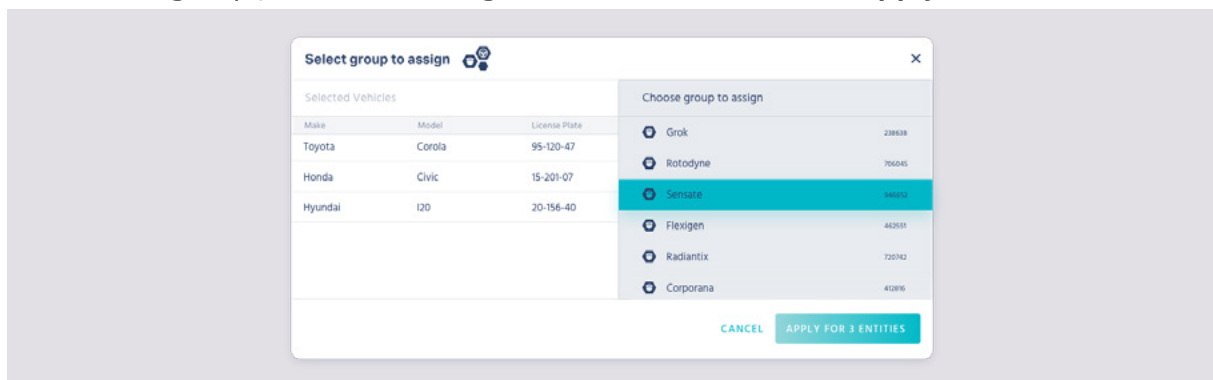 Select group to assign
Selected Vehicles
Choose group to assign
Make Model License Plate
Toyota Corola 95-120-47
Honda Civic 15-201-07
Hyundai I20 20-156-40
Grok
Rotodyne 706045
Sensate
Flexigen
Radiantix 720742
Corporana 412816
CANCEL APPLY FOR 3 ENTITIES